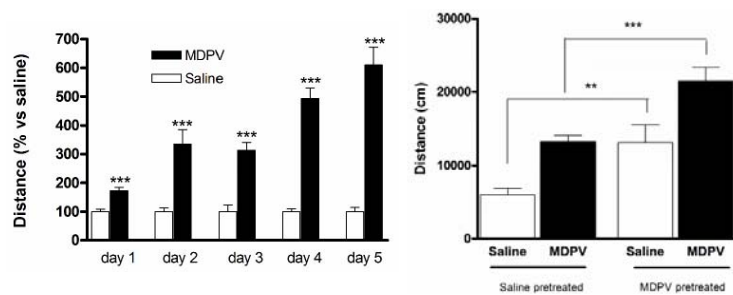 Distance (% vs saline)
700
600
500
400
300
200
100
0
MDPV
Saline
***
***
***
***
***
day 1
day 2
day 3
day 4
day 5
Distance (cm)
30000
20000
10000
0
***
**
Saline MDPV Saline MDPV
Saline pretreated MDPV pretreated